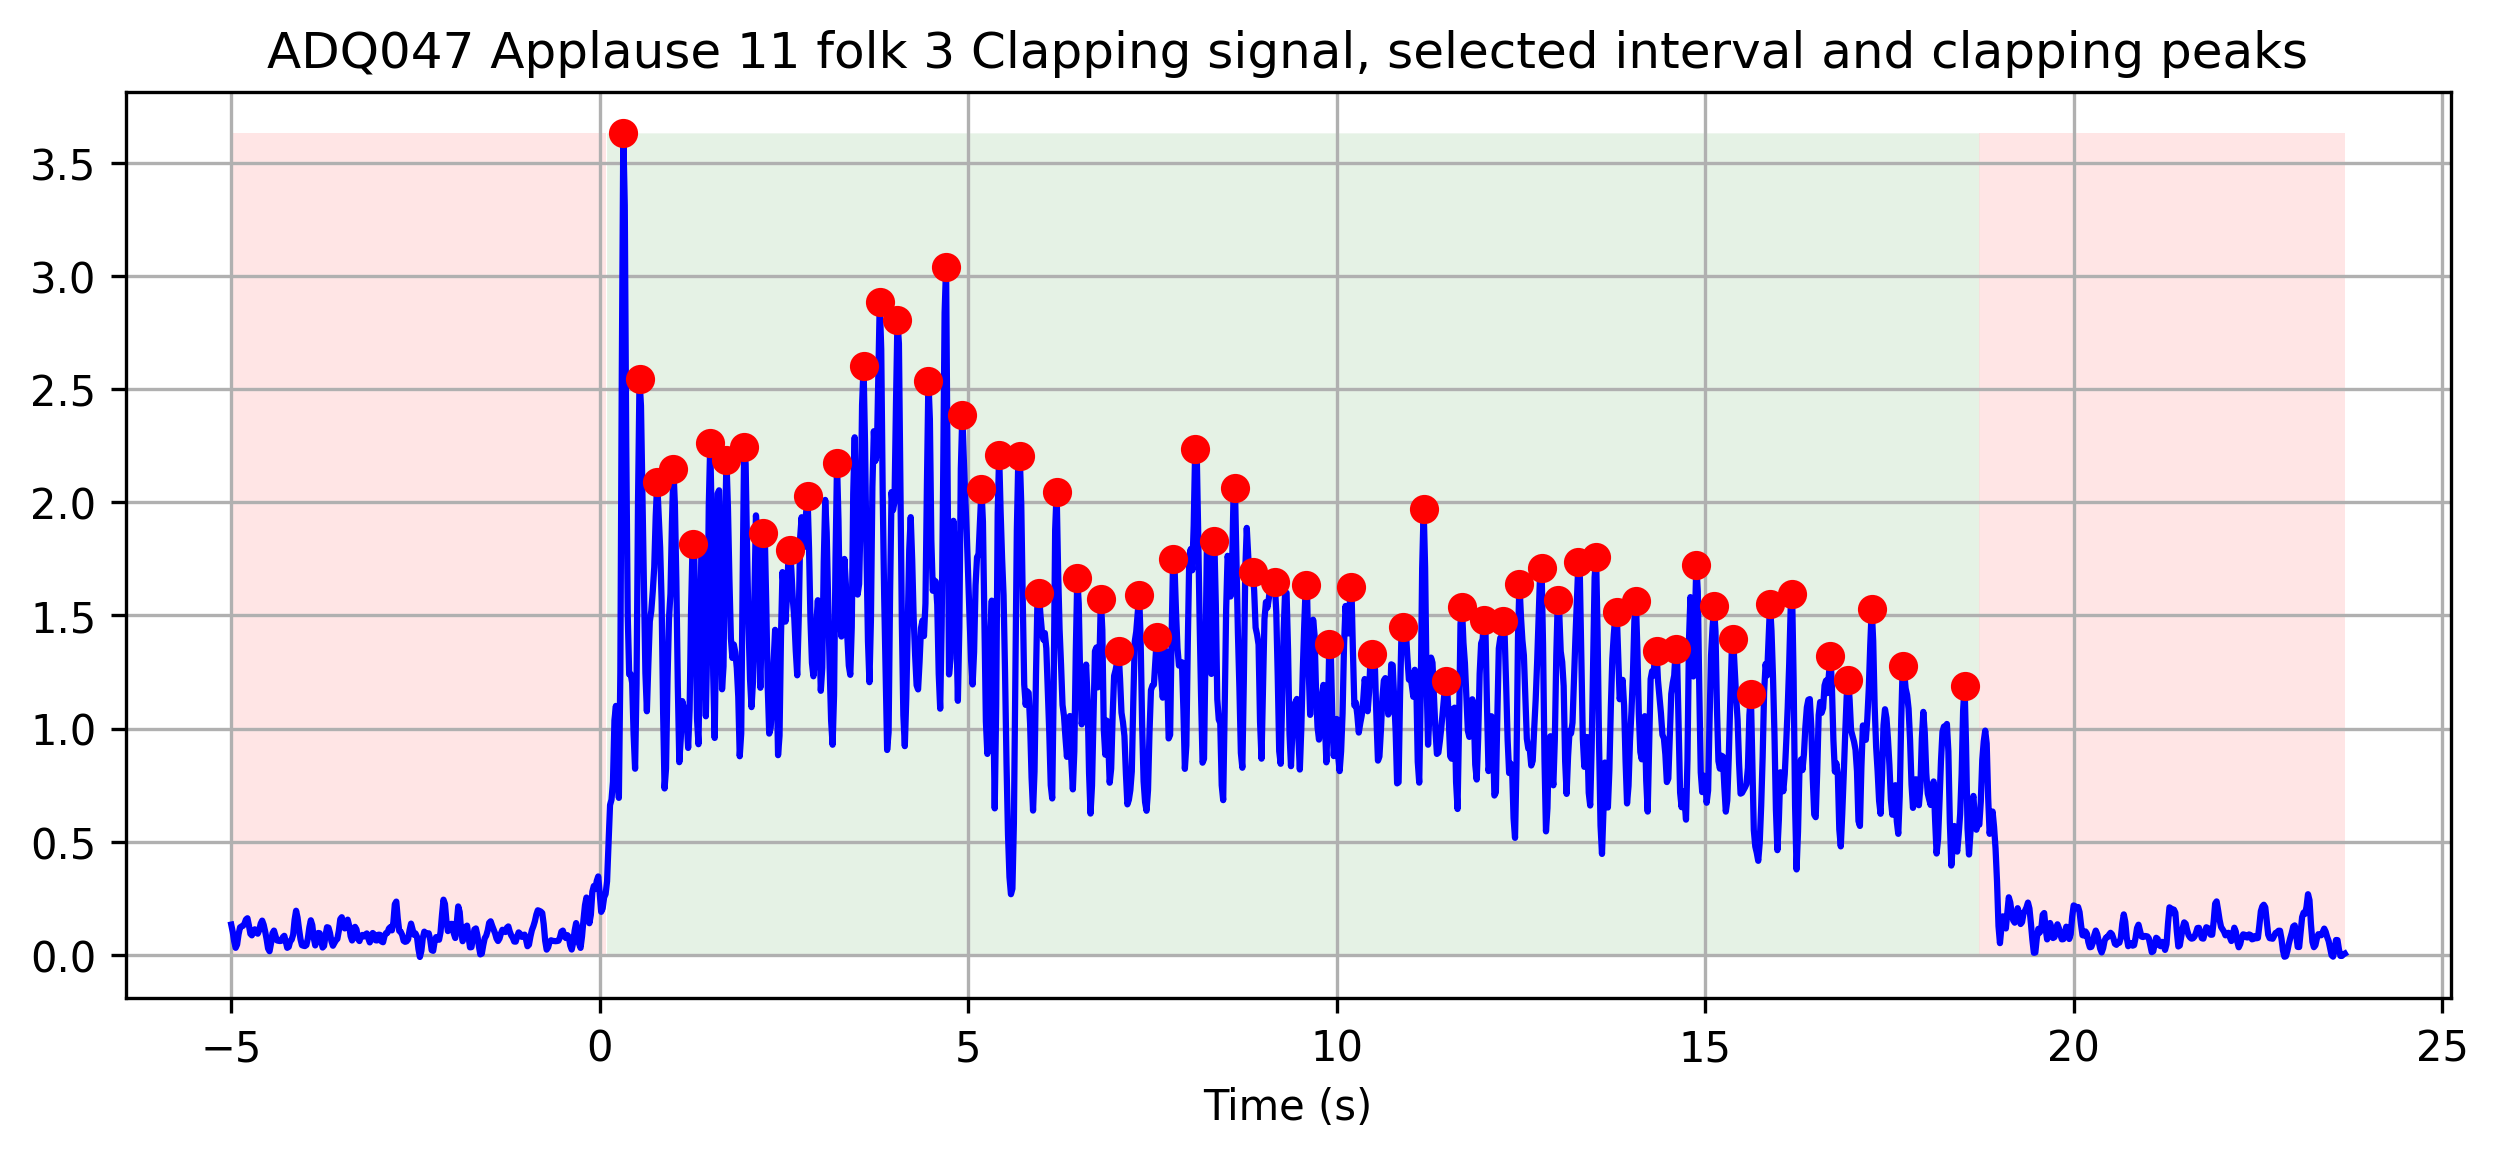 ADQ047 Applause 11 folk 3 Clapping signal, selected interval and clapping peaks
3.5
3.0
2.5
2.0
1.5
1.0
0.5
0.0
−5 0 5 10 15 20 25
Time (s)